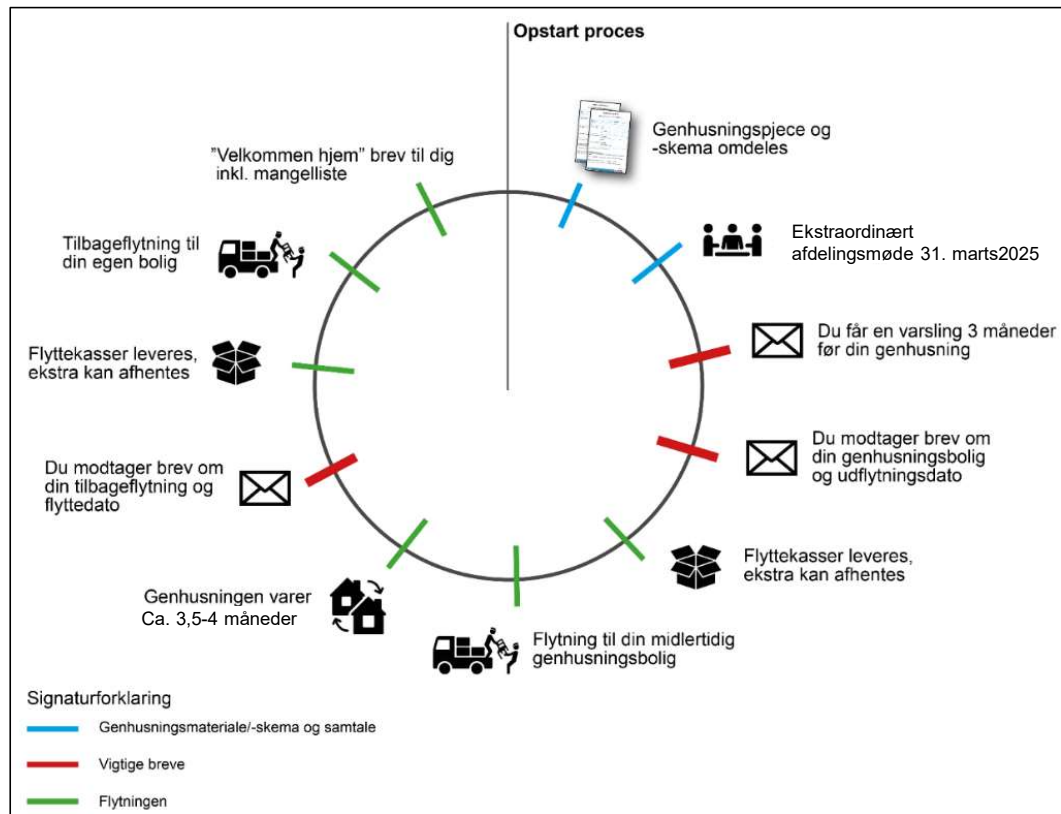 Opstart proces
Genhusningspjece og
-skema omdeles
Ekstraordinært
afdelingsmøde 31. marts2025
Du får en varsling 3 måneder
før din genhusning
Du modtager brev om
din genhusningsbolig
og udflytningsdato
Flyttekasser leveres,
ekstra kan afhentes
Flytning til din midlertidig
genhusningsbolig
Genhusningen varer
Ca. 3,5-4 måneder
Du modtager brev om
din tilbageflytning og
flyttedato
Flyttekasser leveres,
ekstra kan afhentes
Tilbageflytning til
din egen bolig
"Velkommen hjem" brev til dig
inkl. mangelliste
Signaturforklaring
Genhusningsmateriale/-skema og samtale
Vigtige breve
Flytningen